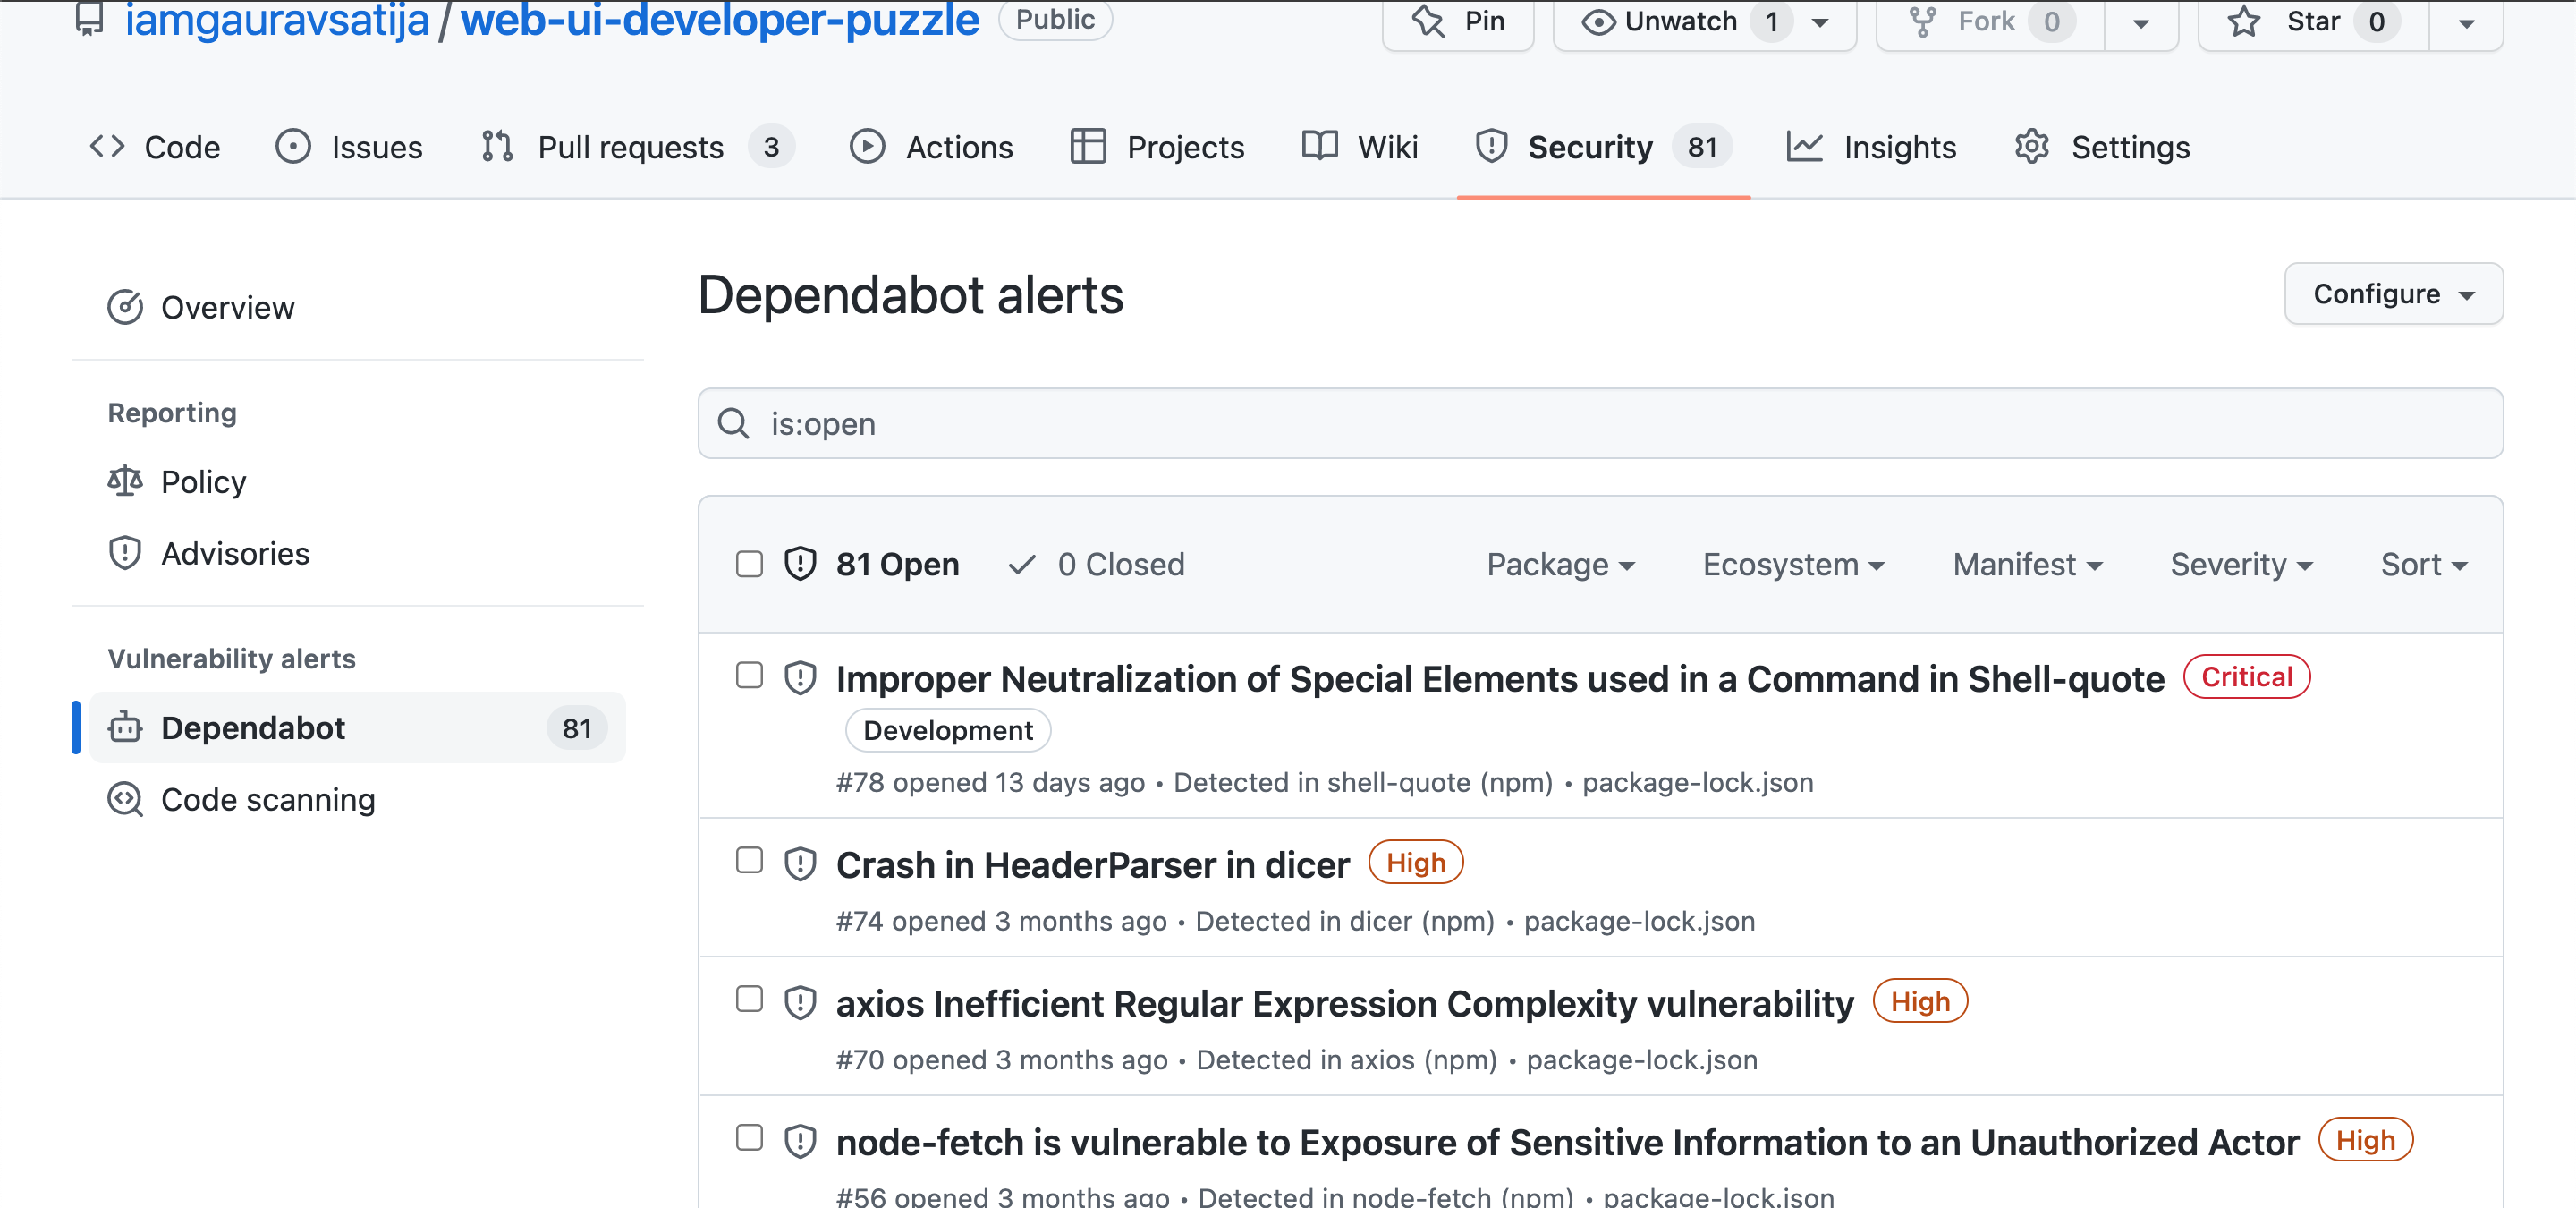 iamgauravsatija / web-ui-developer-puzzle Public Pin Unwatch 1 Fork 0 Star 0
Code Issues Pull requests 3 Actions Projects Wiki Security 81 Insights Settings
Overview
Reporting
Policy
Advisories
Vulnerability alerts
Dependabot 81
Code scanning
Dependabot alerts Configure
is:open
81 Open 0 Closed Package Ecosystem Manifest Severity Sort
Improper Neutralization of Special Elements used in a Command in Shell-quote Critical
Development
#78 opened 13 days ago • Detected in shell-quote (npm) • package-lock.json
Crash in HeaderParser in dicer High
#74 opened 3 months ago • Detected in dicer (npm) • package-lock.json
axios Inefficient Regular Expression Complexity vulnerability High
#70 opened 3 months ago • Detected in axios (npm) • package-lock.json
node-fetch is vulnerable to Exposure of Sensitive Information to an Unauthorized Actor High
#56 opened 3 months ago • Detected in node-fetch (npm) • package-lock.json